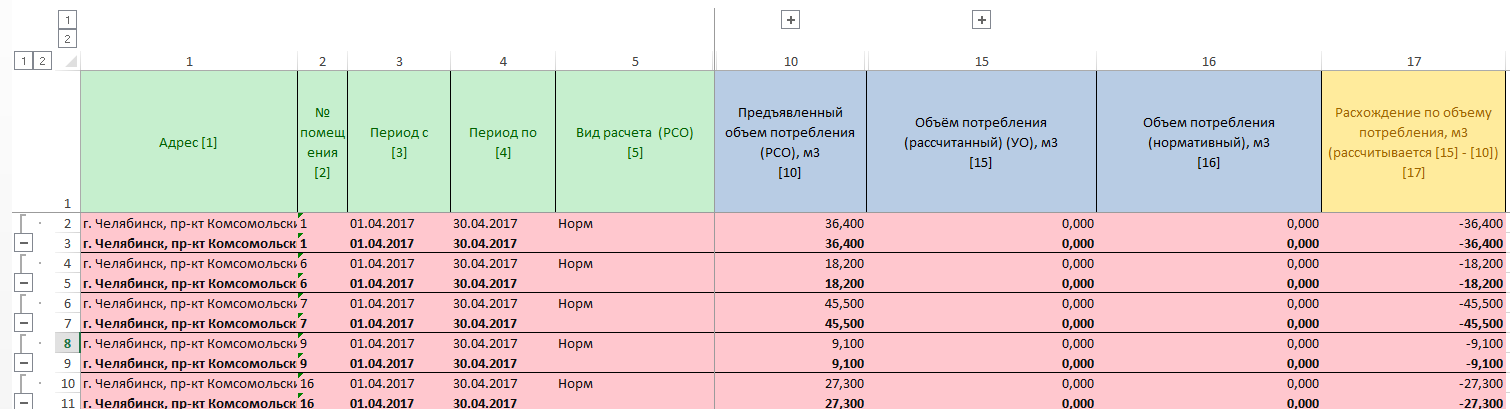 1
2
1 2
1 2 3 4 5 10 15 16 17
Адрес [1]
№
помещ
ения
[2]
Период с
[3]
Период по
[4]
Вид расчета (РСО)
[5]
Предъявленный
объем потребления
(РСО), м3
[10]
Объём потребления
(рассчитанный) (УО), м3
[15]
Объем потребления
(нормативный), м3
[16]
Расхождение по объему
потребления, м3
(рассчитывается [15] - [10])
[17]
1
2 г. Челябинск, пр-кт Комсомольски 1 01.04.2017 30.04.2017 Норм 36,400 0,000 0,000 -36,400
3 г. Челябинск, пр-кт Комсомольск 1 01.04.2017 30.04.2017 36,400 0,000 0,000 -36,400
4 г. Челябинск, пр-кт Комсомольски 6 01.04.2017 30.04.2017 Норм 18,200 0,000 0,000 -18,200
5 г. Челябинск, пр-кт Комсомольск 6 01.04.2017 30.04.2017 18,200 0,000 0,000 -18,200
6 г. Челябинск, пр-кт Комсомольски 7 01.04.2017 30.04.2017 Норм 45,500 0,000 0,000 -45,500
7 г. Челябинск, пр-кт Комсомольск 7 01.04.2017 30.04.2017 45,500 0,000 0,000 -45,500
8 г. Челябинск, пр-кт Комсомольски 9 01.04.2017 30.04.2017 Норм 9,100 0,000 0,000 -9,100
9 г. Челябинск, пр-кт Комсомольск 9 01.04.2017 30.04.2017 9,100 0,000 0,000 -9,100
10 г. Челябинск, пр-кт Комсомольски 16 01.04.2017 30.04.2017 Норм 27,300 0,000 0,000 -27,300
11 г. Челябинск, пр-кт Комсомольск 16 01.04.2017 30.04.2017 27,300 0,000 0,000 -27,300